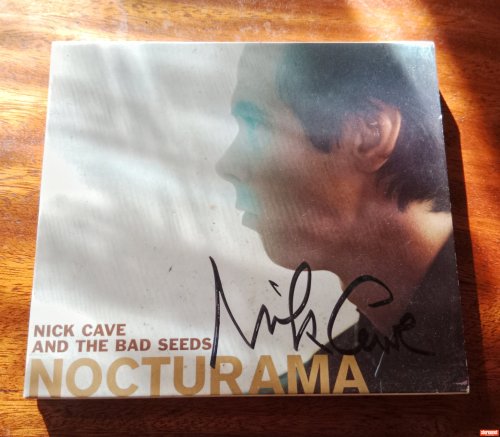 Nick Cave
NICK CAVE
AND THE BAD SEEDS
NOCTURAMA